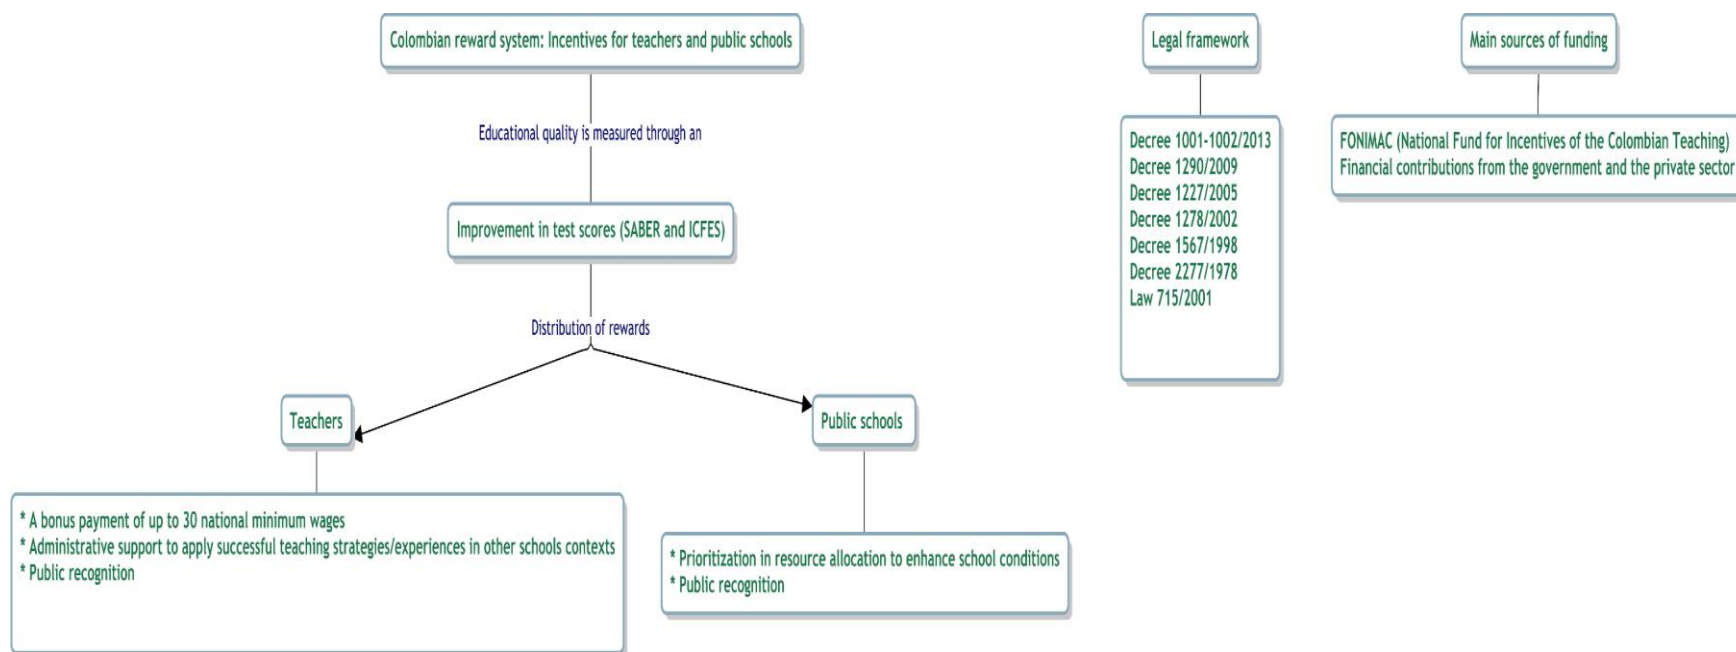 Colombian reward system: Incentives for teachers and public schools
Educational quality is measured through an
Improvement in test scores (SABER and ICFES)
Distribution of rewards
Teachers
* A bonus payment of up to 30 national minimum wages
* Administrative support to apply successful teaching strategies/experiences in other schools contexts
* Public recognition
Public schools
* Prioritization in resource allocation to enhance school conditions
* Public recognition
Legal framework
Decree 1001-1002/2013
Decree 1290/2009
Decree 1227/2005
Decree 1278/2002
Decree 1567/1998
Decree 2277/1978
Law 715/2001
Main sources of funding
FONIMAC (National Fund for Incentives of the Colombian Teaching)
Financial contributions from the government and the private sector